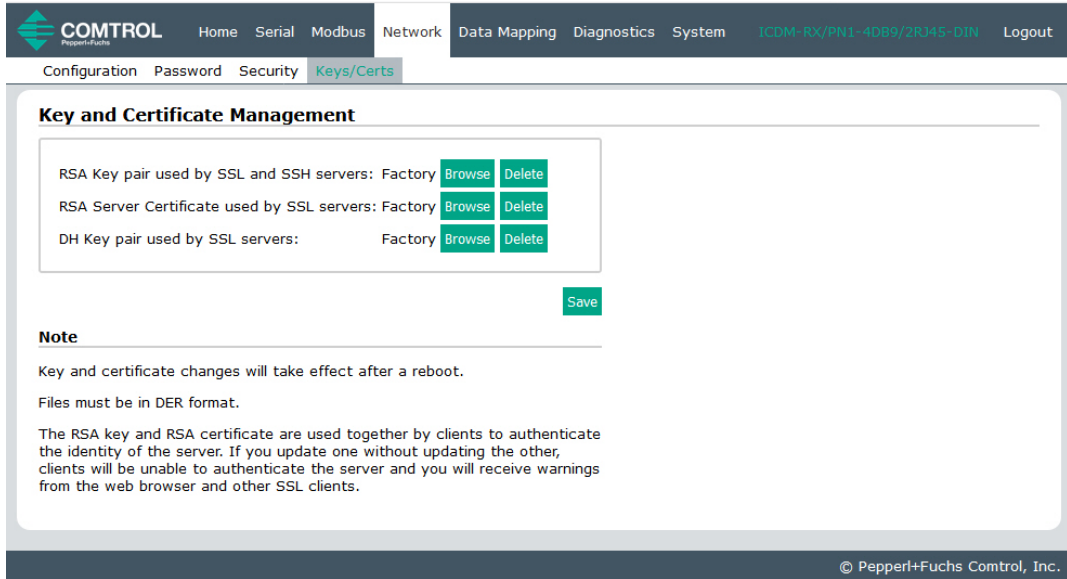 COMTROL
Pepperl+Fuchs
Home Serial Modbus Network Data Mapping Diagnostics System ICDM-RX/PN1-4DB9/2RJ45-DIN Logout
Configuration Password Security Keys/Certs
Key and Certificate Management
RSA Key pair used by SSL and SSH servers: Factory Browse Delete
RSA Server Certificate used by SSL servers: Factory Browse Delete
DH Key pair used by SSL servers: Factory Browse Delete
Save
Note
Key and certificate changes will take effect after a reboot.
Files must be in DER format.
The RSA key and RSA certificate are used together by clients to authenticate
the identity of the server. If you update one without updating the other,
clients will be unable to authenticate the server and you will receive warnings
from the web browser and other SSL clients.
© Pepperl+Fuchs Comtrol, Inc.